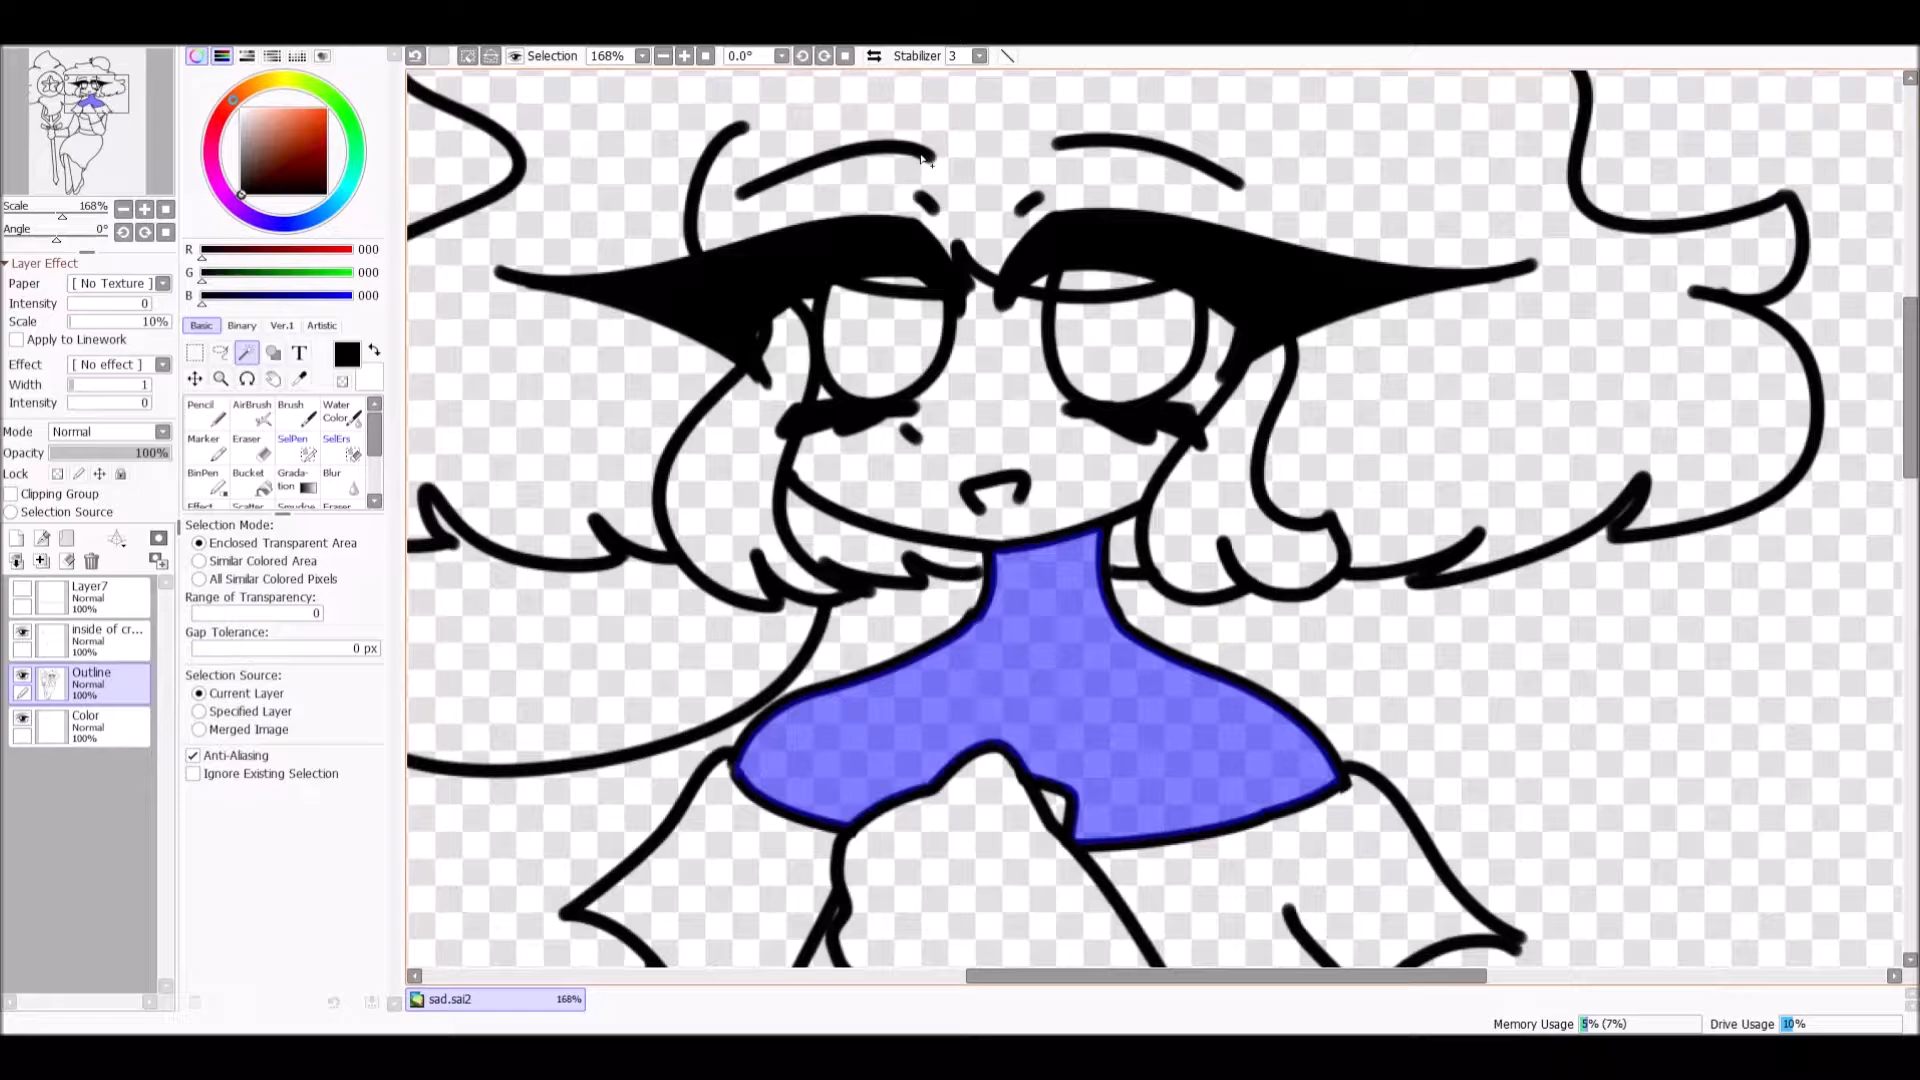 Selection 168% 0.0° Stabilizer 3
Scale 168%
Angle 0°
Layer Effect
Paper [ No Texture ]
Intensity 0
Scale 10%
Apply to Linework
Effect [ No effect ]
Width 1
Intensity 0
Mode Normal
Opacity 100%
Lock
Clipping Group
Selection Source
Layer7
Normal
100%
inside of cr...
Normal
100%
Outline
Normal
100%
Color
Normal
100%
R 000
G 000
B 000
Basic Binary Ver.1 Artistic
T
Pencil AirBrush Brush Water
Color
Marker Eraser SelPen SelErs
BinPen Bucket Grada- Blur
tion
Effect Scatter Smudge Eraser
Selection Mode:
Enclosed Transparent Area
Similar Colored Area
All Similar Colored Pixels
Range of Transparency:
0
Gap Tolerance:
0 px
Selection Source:
Current Layer
Specified Layer
Merged Image
Anti-Aliasing
Ignore Existing Selection
sad.sai2 168%
Memory Usage 5% (7%) Drive Usage 10%